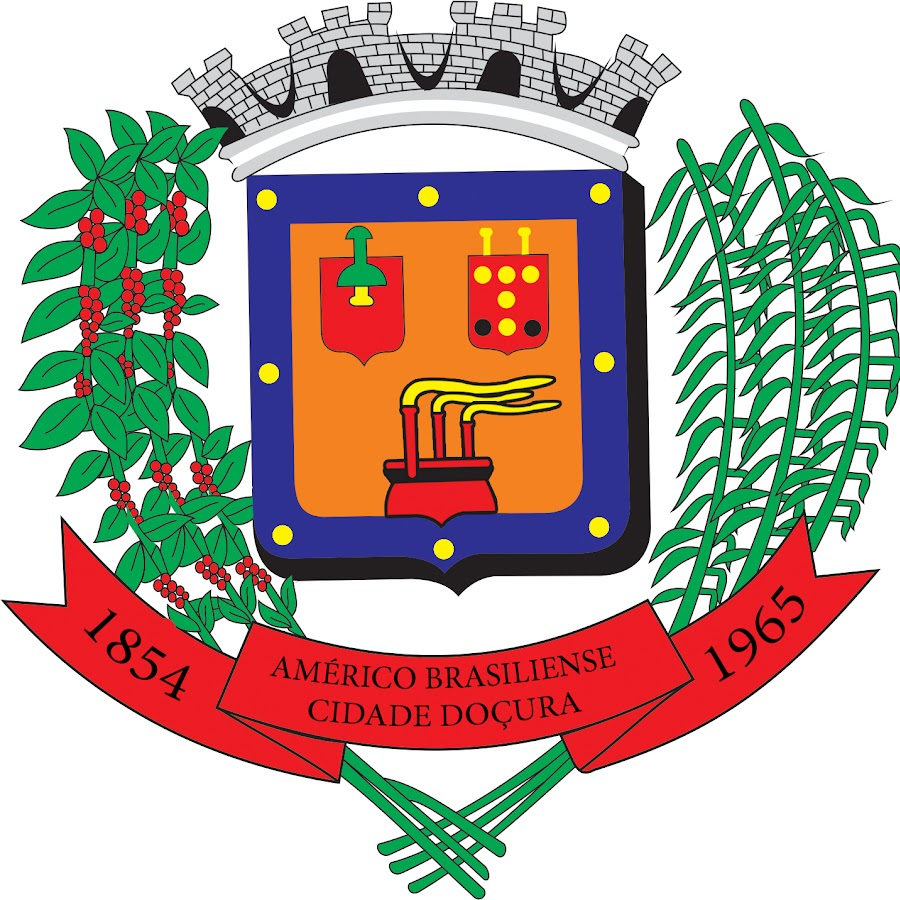 1854
AMÉRICO BRASILIENSE
CIDADE DOÇURA
1965